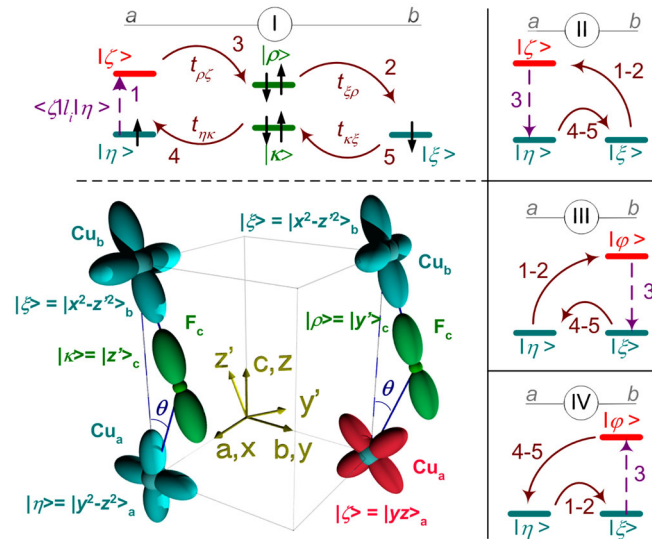 a I b
|ζ> 3 |ρ> 2
t_ρζ t_ξρ
<ζ|l_i|η> 1
t_ηκ t_κξ
|η> 4 |κ> 5 |ξ>
a II b
|ζ>
1-2
3
4-5
|η> |ξ>
|ξ> = |x²-z'²>_b
Cu_b Cu_b
|ξ> = |x²-z'²>_b
F_c |ρ>= |y'>_c F_c
|κ>= |z'>_c
z' c,z
θ y' θ
Cu_a a,x b,y Cu_a
|η>= |y²-z²>_a
|ζ> = |yz>_a
a III b
|φ>
1-2
3
4-5
|η> |ξ>
a IV b
|φ>
4-5
3
1-2
|η> |ξ>